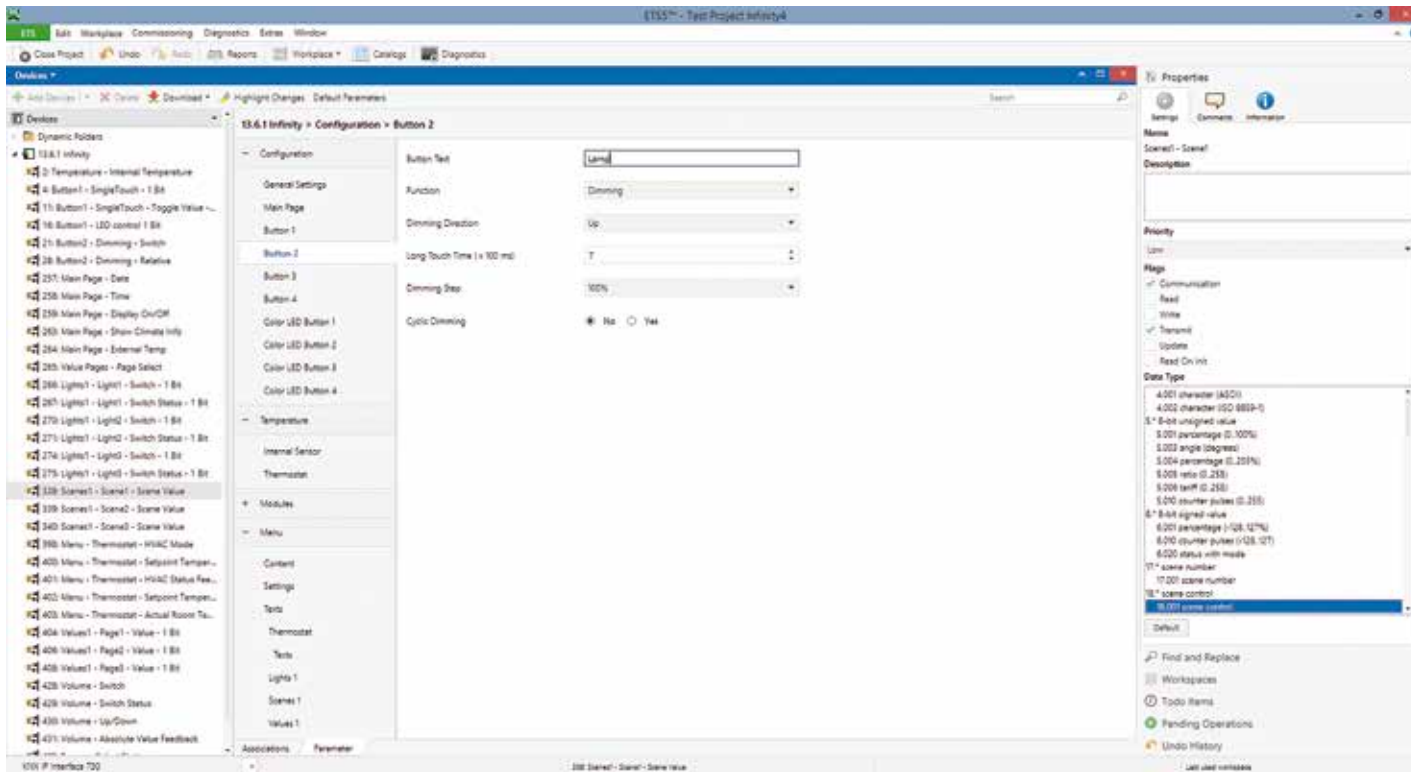 ETS5™ - Test Project Infinity4
ETS Edit Workplace Commissioning Diagnostics Extras Window
Close Project Undo Redo Reports Workplace Catalogs Diagnostics
Devices
Add Devices Delete Download Highlight Changes Default Parameters Search
Devices
Dynamic Folders
13.6.1 Infinity
2: Temperature - Internal Temperature
4: Button1 - SingleTouch - 1 Bit
11: Button1 - SingleTouch - Toggle Value -...
16: Button1 - LED control 1 Bit
21: Button2 - Dimming - Switch
28: Button2 - Dimming - Relative
257: Main Page - Date
258: Main Page - Time
259: Main Page - Display On/Off
263: Main Page - Show Climate Info
264: Main Page - External Temp
265: Value Pages - Page Select
266: Lights1 - Light1 - Switch - 1 Bit
267: Lights1 - Light1 - Switch Status - 1 Bit
270: Lights1 - Light2 - Switch - 1 Bit
271: Lights1 - Light2 - Switch Status - 1 Bit
274: Lights1 - Light3 - Switch - 1 Bit
275: Lights1 - Light3 - Switch Status - 1 Bit
338: Scenes1 - Scene1 - Scene Value
339: Scenes1 - Scene2 - Scene Value
340: Scenes1 - Scene3 - Scene Value
398: Menu - Thermostat - HVAC Mode
400: Menu - Thermostat - Setpoint Temper...
401: Menu - Thermostat - HVAC Status Fee...
402: Menu - Thermostat - Setpoint Temper...
403: Menu - Thermostat - Actual Room Te...
404: Values1 - Page1 - Value - 1 Bit
406: Values1 - Page2 - Value - 1 Bit
408: Values1 - Page3 - Value - 1 Bit
428: Volume - Switch
429: Volume - Switch Status
430: Volume - Up/Down
431: Volume - Absolute Value Feedback
13.6.1 Infinity > Configuration > Button 2
Configuration
General Settings
Main Page
Button 1
Button 2
Button 3
Button 4
Color LED Button 1
Color LED Button 2
Color LED Button 3
Color LED Button 4
Temperature
Internal Sensor
Thermostat
Modules
Menu
Content
Settings
Texts
Thermostat
Texts
Lights 1
Scenes 1
Values 1
Button Text Lamp
Function Dimming
Dimming Direction Up
Long Touch Time ( x 100 ms) 7
Dimming Step 100%
Cyclic Dimming No Yes
Associations Parameter
Properties
Settings Comments Information
Name
Scenes1 - Scene1
Description
Priority
Low
Flags
Communication
Read
Write
Transmit
Update
Read On Init
Data Type
4.001 character (ASCII)
4.002 character (ISO 8859-1)
5.* 8-bit unsigned value
5.001 percentage (0..100%)
5.003 angle (degrees)
5.004 percentage (0..255%)
5.005 ratio (0..255)
5.006 tariff (0..255)
5.010 counter pulses (0..255)
6.* 8-bit signed value
6.001 percentage (-128..127%)
6.010 counter pulses (-128..127)
6.020 status with mode
17.* scene number
17.001 scene number
18.* scene control
18.001 scene control
Default
Find and Replace
Workspaces
Todo Items
Pending Operations
Undo History
KNX IP Interface 730
338: Scenes1 - Scene1 - Scene Value
Last used workspace